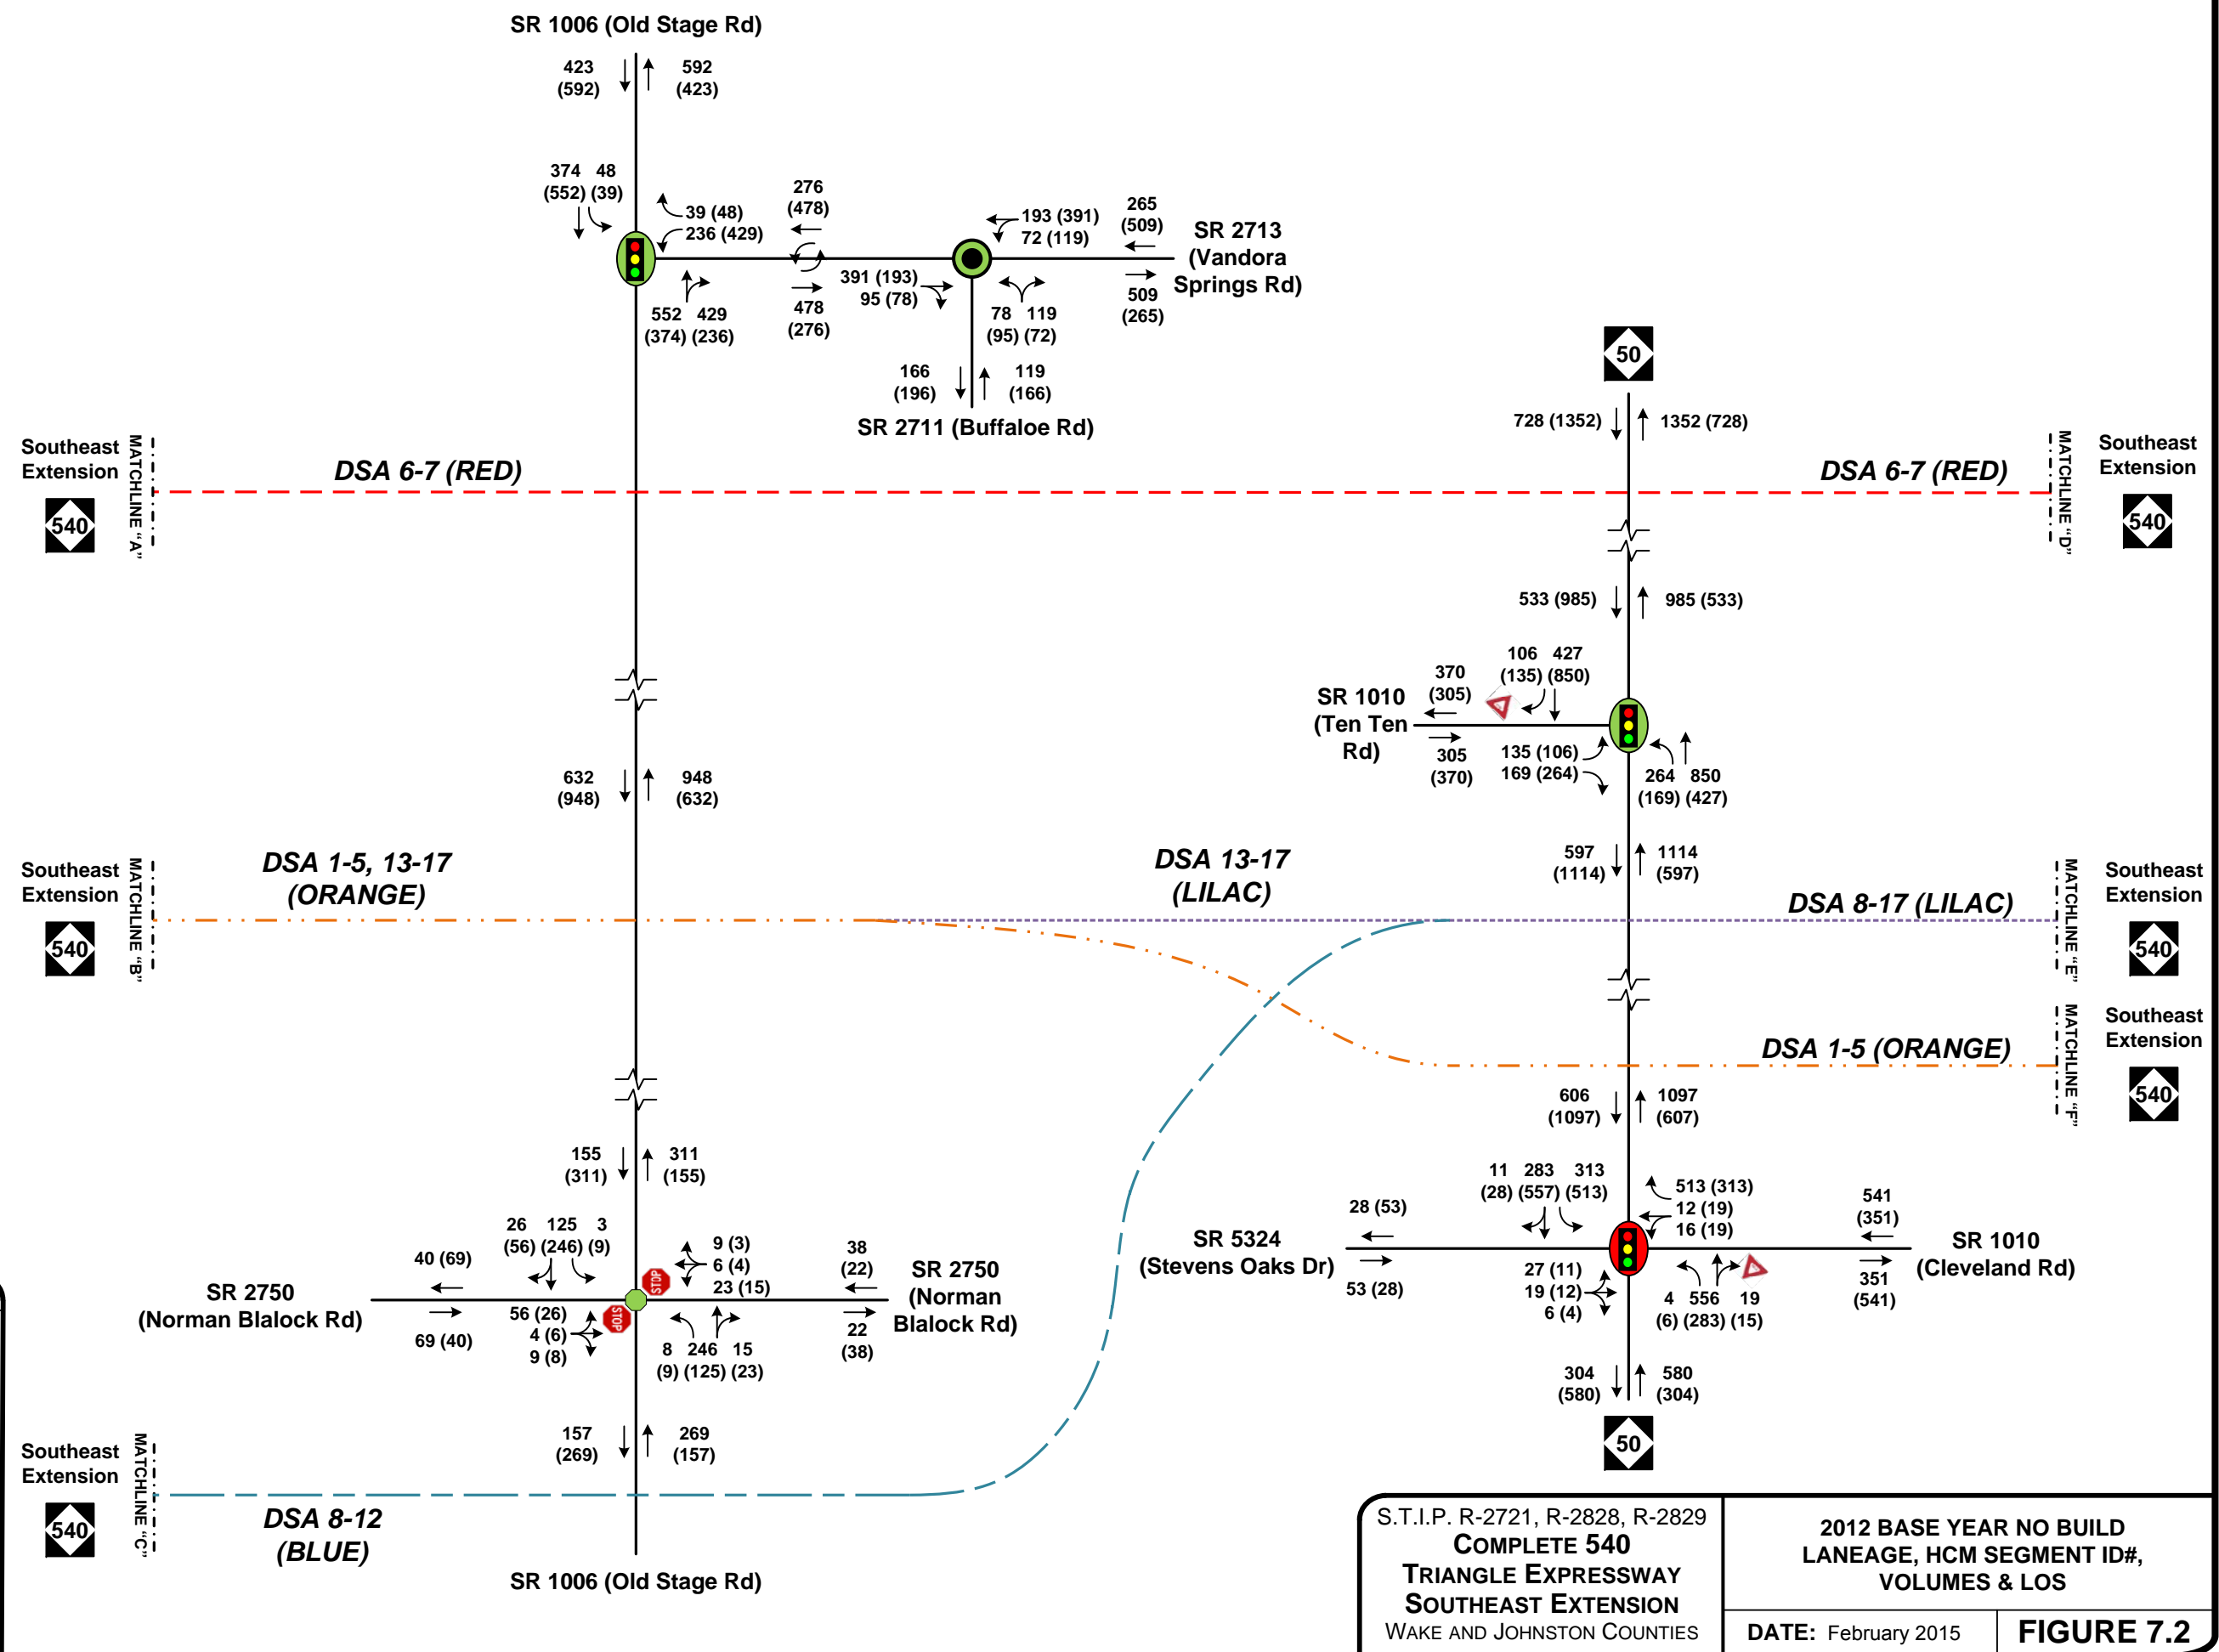 SR 1006 (Old Stage Rd)
423
(592)
592
(423)
374 48
(552) (39)
39 (48)
236 (429)
276
(478)
193 (391)
72 (119)
265
(509)
SR 2713
(Vandora
Springs Rd)
552 429
(374) (236)
478
(276)
391 (193)
95 (78)
78 119
(95) (72)
509
(265)
166
(196)
119
(166)
SR 2711 (Buffaloe Rd)
50
728 (1352)
1352 (728)
Southeast
Extension
540
MATCHLINE "A"
DSA 6-7 (RED)
DSA 6-7 (RED)
MATCHLINE "D"
Southeast
Extension
540
533 (985)
985 (533)
106 427
(135) (850)
370
(305)
SR 1010
(Ten Ten
Rd)
305
(370)
135 (106)
169 (264)
264 850
(169) (427)
632
(948)
948
(632)
597
(1114)
1114
(597)
Southeast
Extension
540
MATCHLINE "B"
DSA 1-5, 13-17
(ORANGE)
DSA 13-17
(LILAC)
DSA 8-17 (LILAC)
MATCHLINE "E"
Southeast
Extension
540
DSA 1-5 (ORANGE)
MATCHLINE "F"
Southeast
Extension
540
606
(1097)
1097
(607)
155
(311)
311
(155)
26 125 3
(56) (246) (9)
40 (69)
9 (3)
6 (4)
23 (15)
38
(22)
SR 2750
(Norman Blalock Rd)
STOP
STOP
SR 2750
(Norman
Blalock Rd)
69 (40)
56 (26)
4 (6)
9 (8)
8 246 15
(9) (125) (23)
22
(38)
11 283 313
(28) (557) (513)
28 (53)
513 (313)
12 (19)
16 (19)
541
(351)
SR 5324
(Stevens Oaks Dr)
SR 1010
(Cleveland Rd)
53 (28)
27 (11)
19 (12)
6 (4)
4 556 19
(6) (283) (15)
351
(541)
304
(580)
580
(304)
50
157
(269)
269
(157)
Southeast
Extension
540
MATCHLINE "C"
DSA 8-12
(BLUE)
SR 1006 (Old Stage Rd)
S.T.I.P. R-2721, R-2828, R-2829
COMPLETE 540
TRIANGLE EXPRESSWAY
SOUTHEAST EXTENSION
WAKE AND JOHNSTON COUNTIES
2012 BASE YEAR NO BUILD
LANEAGE, HCM SEGMENT ID#,
VOLUMES & LOS
DATE: February 2015
FIGURE 7.2